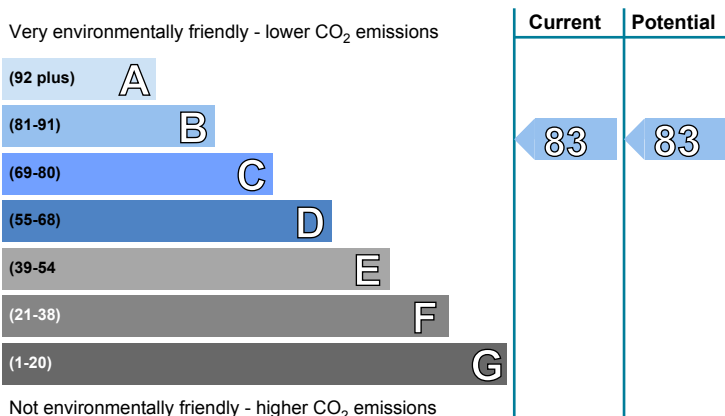 Very environmentally friendly - lower CO2 emissions
Current Potential
(92 plus) A
(81-91) B
83 83
(69-80) C
(55-68) D
(39-54 E
(21-38) F
(1-20) G
Not environmentally friendly - higher CO2 emissions